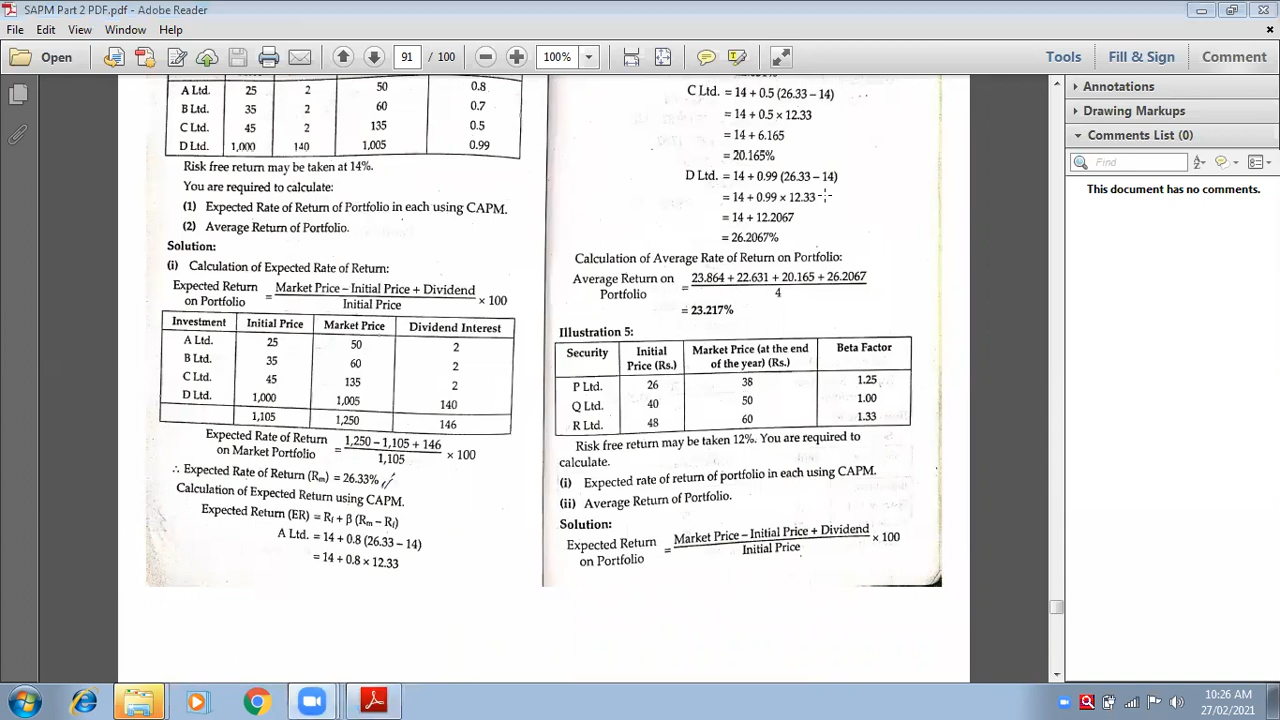 SAPM Part 2 PDF.pdf - Adobe Reader
File Edit View Window Help
Open 91 / 100 100% Tools Fill & Sign Comment
A Ltd. 25 2 50 0.8
B Ltd. 35 2 60 0.7
C Ltd. 45 2 135 0.5
D Ltd. 1,000 140 1,005 0.99
Risk free return may be taken at 14%.
You are required to calculate:
(1) Expected Rate of Return of Portfolio in each using CAPM.
(2) Average Return of Portfolio.
Solution:
(i) Calculation of Expected Rate of Return:
Expected Return on Portfolio = Market Price – Initial Price + Dividend / Initial Price × 100
Investment Initial Price Market Price Dividend Interest
A Ltd. 25 50 2
B Ltd. 35 60 2
C Ltd. 45 135 2
D Ltd. 1,000 1,005 140
1,105 1,250 146
Expected Rate of Return on Market Portfolio = 1,250 – 1,105 + 146 / 1,105 × 100
∴ Expected Rate of Return (Rm) = 26.33%
Calculation of Expected Return using CAPM.
Expected Return (ER) = Rf + β (Rm – Rf)
A Ltd. = 14 + 0.8 (26.33 – 14)
= 14 + 0.8 × 12.33
C Ltd. = 14 + 0.5 (26.33 – 14)
= 14 + 0.5 × 12.33
= 14 + 6.165
= 20.165%
D Ltd. = 14 + 0.99 (26.33 – 14)
= 14 + 0.99 × 12.33
= 14 + 12.2067
= 26.2067%
Calculation of Average Rate of Return on Portfolio:
Average Return on Portfolio = 23.864 + 22.631 + 20.165 + 26.2067 / 4
= 23.217%
Illustration 5:
Security Initial Price (Rs.) Market Price (at the end of the year) (Rs.) Beta Factor
P Ltd. 26 38 1.25
Q Ltd. 40 50 1.00
R Ltd. 48 60 1.33
Risk free return may be taken 12%. You are required to
calculate.
(i) Expected rate of return of portfolio in each using CAPM.
(ii) Average Return of Portfolio.
Solution:
Expected Return on Portfolio = Market Price – Initial Price + Dividend / Initial Price × 100
Annotations
Drawing Markups
Comments List (0)
Find
This document has no comments.
10:26 AM
27/02/2021